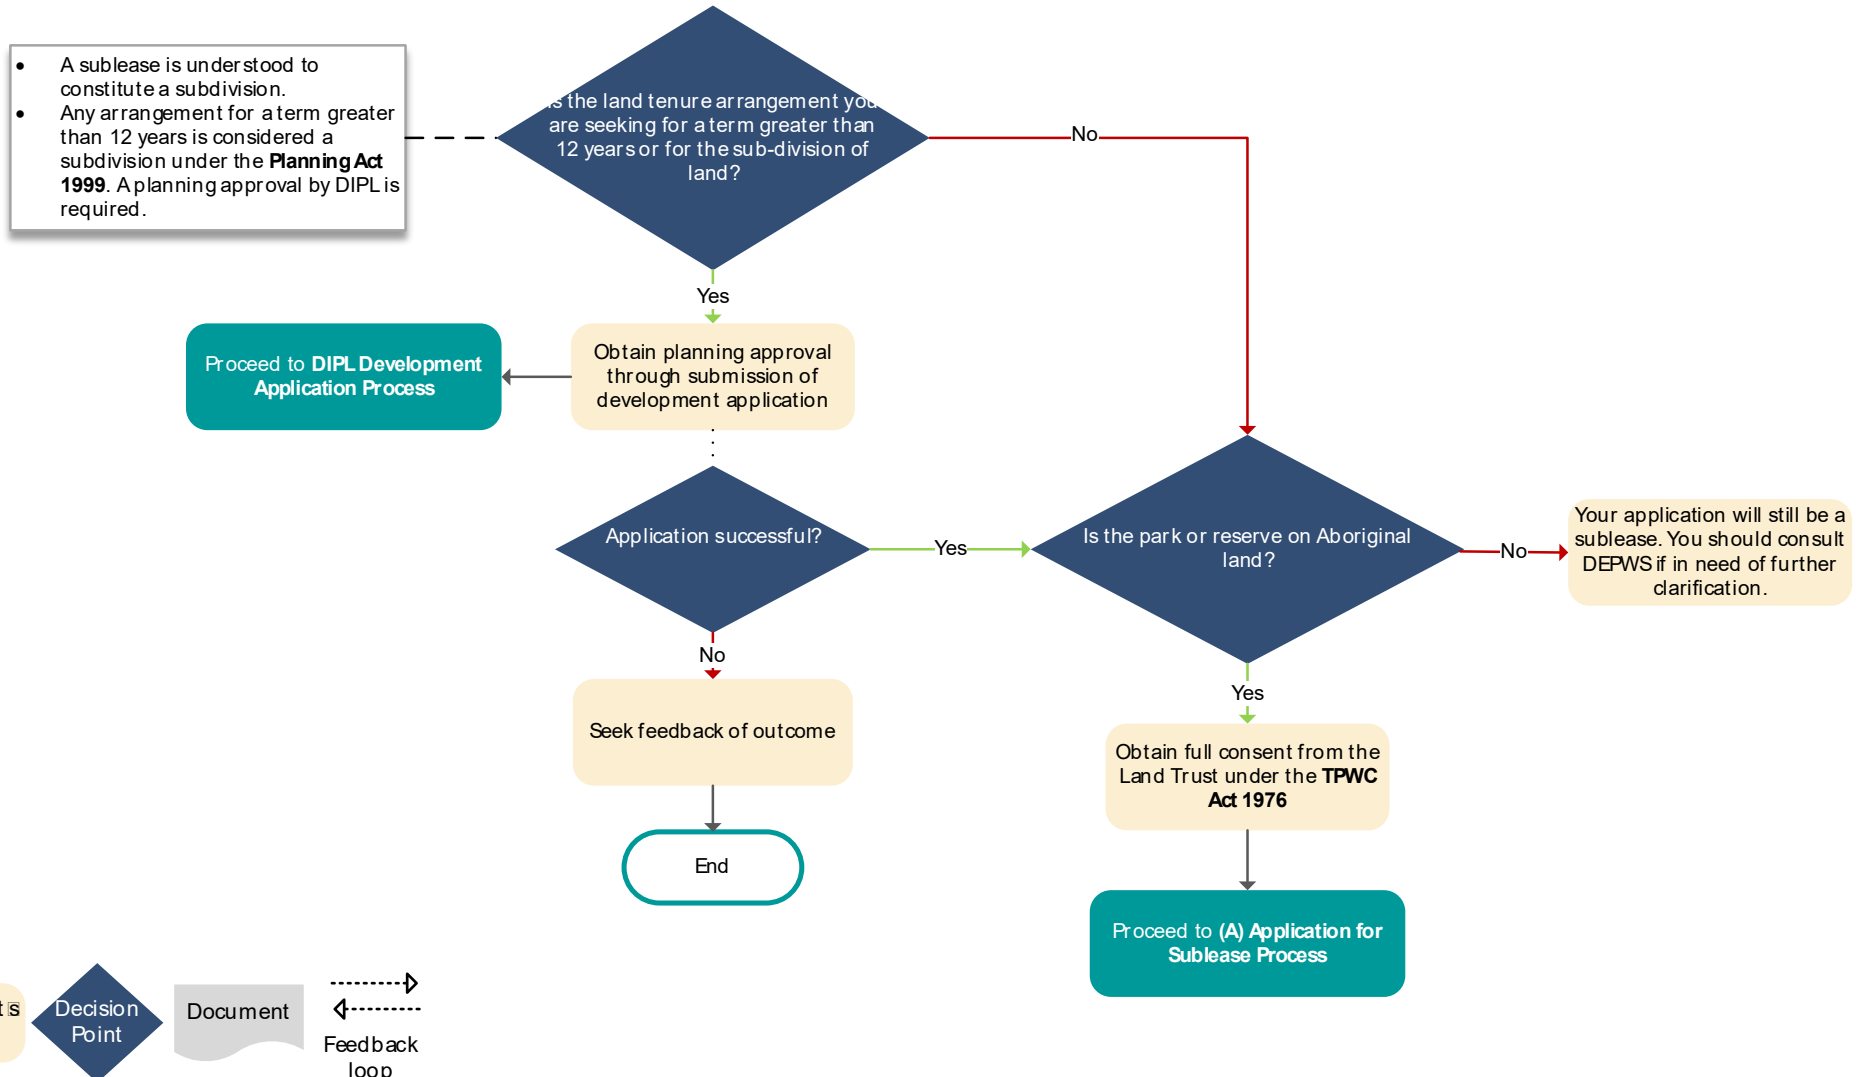 • A sublease is understood to
constitute a subdivision.
• Any arrangement for a term greater
than 12 years is considered a
subdivision under the Planning Act
1999. A planning approval by DIPL is
required.
Is the land tenure arrangement you
are seeking for a term greater than
12 years or for the sub-division of
land?
No
Yes
Proceed to DIPL Development
Application Process
Obtain planning approval
through submission of
development application
Application successful?
Yes
Is the park or reserve on Aboriginal
land?
No
Your application will still be a
sublease. You should consult
DEPWS if in need of further
clarification.
No
Yes
Seek feedback of outcome
Obtain full consent from the
Land Trust under the TPWC
Act 1976
End
Proceed to (A) Application for
Sublease Process
Decision
Point
Document
Feedback
loop